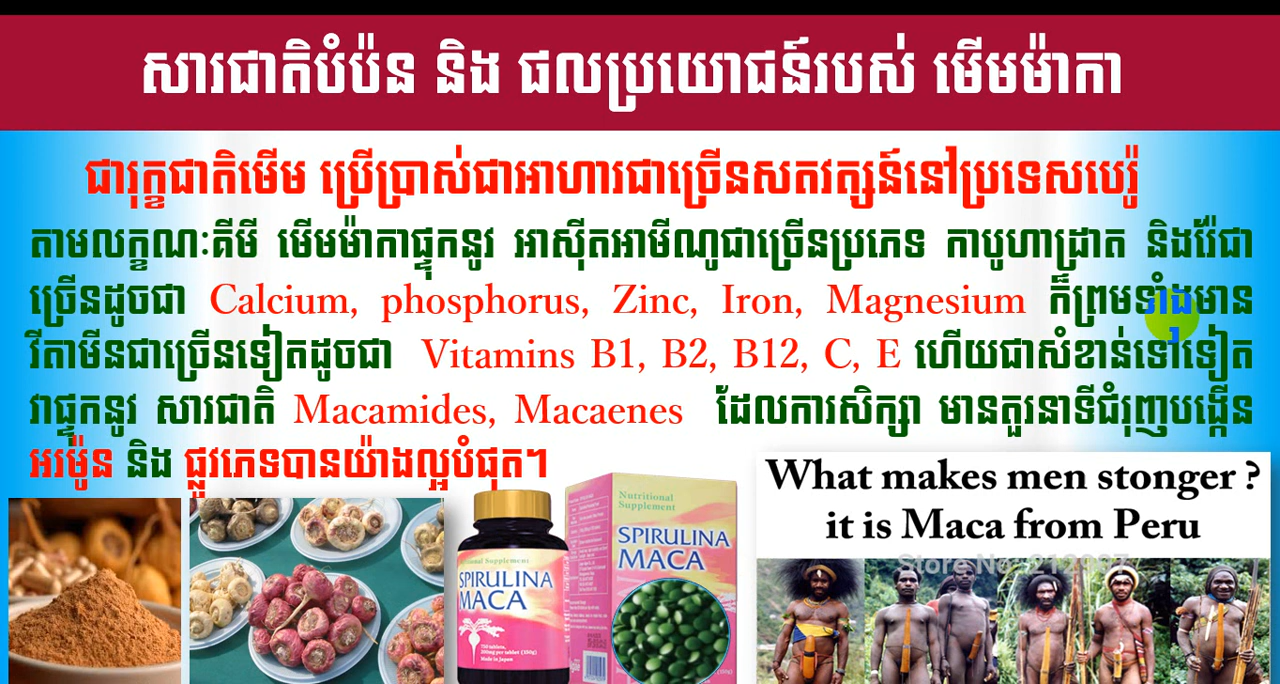 សារជាតិបំប៉ន និង ផលប្រយោជន៍របស់ មើមម៉ាកា
ជារុក្ខជាតិមើម ប្រើប្រាស់ជាអាហារជាច្រើនសតវត្សន៍នៅប្រទេសបេរ៉ូ
តាមលក្ខណៈគីមី មើមម៉ាកាផ្ទុកនូវ អាស៊ីតអាមីណូជាច្រើនប្រភេទ កាបូហាដ្រាត និងរ៉ែជា
ច្រើនដូចជា Calcium, phosphorus, Zinc, Iron, Magnesium ក៏ព្រមទាំងមាន
វីតាមីនជាច្រើនទៀតដូចជា Vitamins B1, B2, B12, C, E ហើយជាសំខាន់ទៅទៀត
វាផ្ទុកនូវ សារជាតិ Macamides, Macaenes ដែលការសិក្សា មានតួរនាទីជំរុញបង្កើន
អរម៉ូន និង ផ្លូវភេទបានយ៉ាងល្អបំផុត។
What makes men stonger ?
it is Maca from Peru
Store No.
Nutritional
Supplement
SPIRULINA
MACA
Nutritional Supplement
SPIRULINA
MACA
Made in Japan